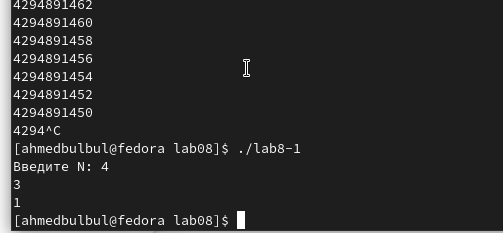 4294891462
4294891460
4294891458
4294891456
4294891454
4294891452
4294891450
4294^C
[ahmedbulbul@fedora lab08]$ ./lab8-1
Введите N: 4
3
1
[ahmedbulbul@fedora lab08]$